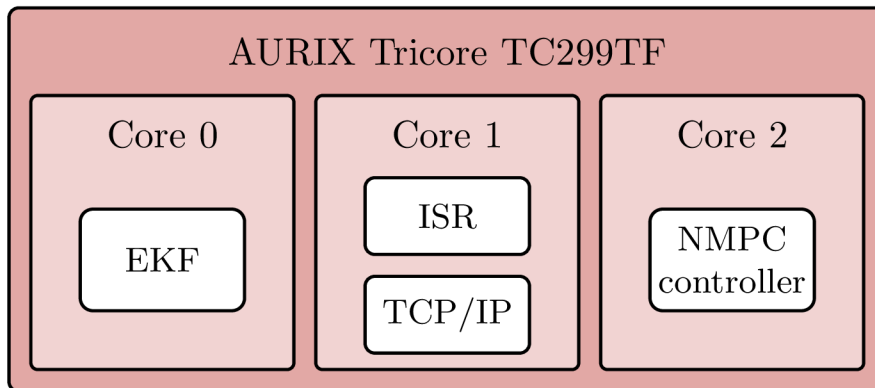 AURIX Tricore TC299TF
Core 0
EKF
Core 1
ISR
TCP/IP
Core 2
NMPC
controller